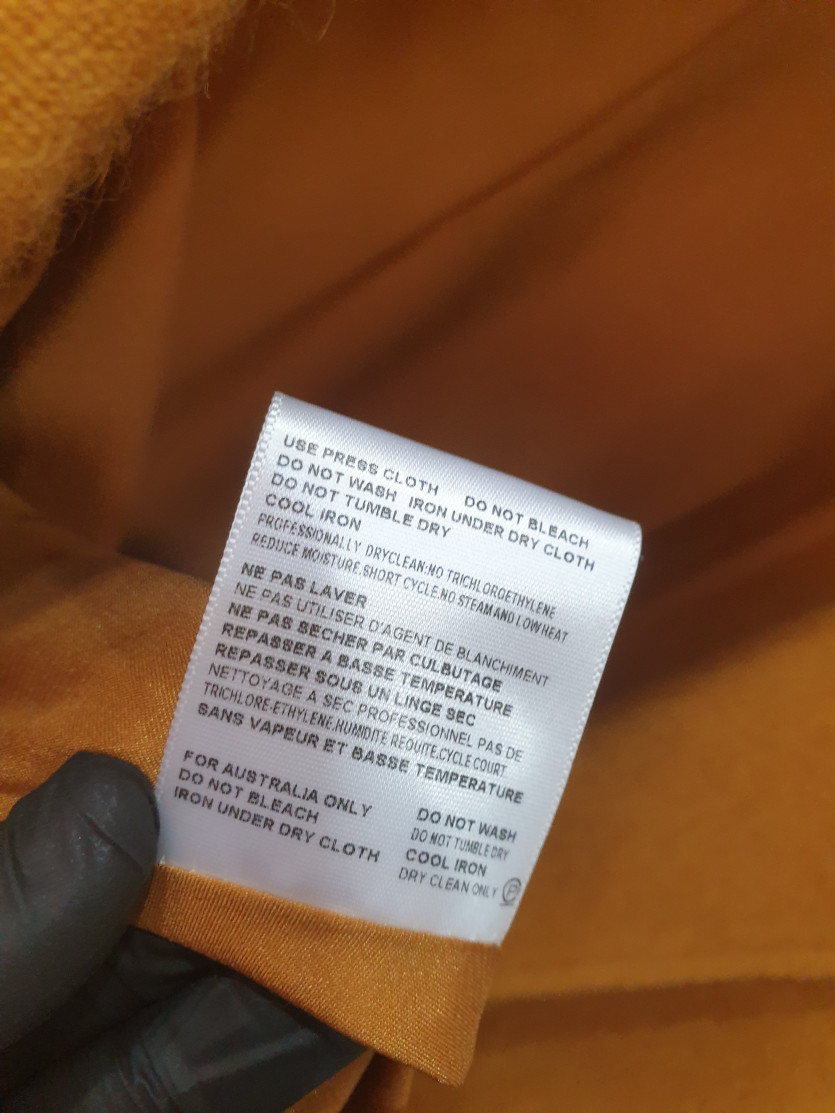 USE PRESS CLOTH DO NOT BLEACH
DO NOT WASH IRON UNDER DRY CLOTH
DO NOT TUMBLE DRY
COOL IRON
PROFESSIONALLY DRYCLEAN:NO TRICHLOROETHYLENE
REDUCE MOISTURE.SHORT CYCLE.NO STEAM AND LOW HEAT
NE PAS LAVER
NE PAS UTILISER D'AGENT DE BLANCHIMENT
NE PAS SECHER PAR CULBUTAGE
REPASSER A BASSE TEMPERATURE
REPASSER SOUS UN LINGE SEC
NETTOYAGE A SEC PROFESSIONNEL PAS DE
TRICHLORE-ETHYLENE.HUMIDITE REQUITE.CYCLE COURT
SANS VAPEUR ET BASSE TEMPERATURE
FOR AUSTRALIA ONLY DO NOT WASH
DO NOT BLEACH DO NOT TUMBLE DRY
IRON UNDER DRY CLOTH COOL IRON
DRY CLEAN ONLY P